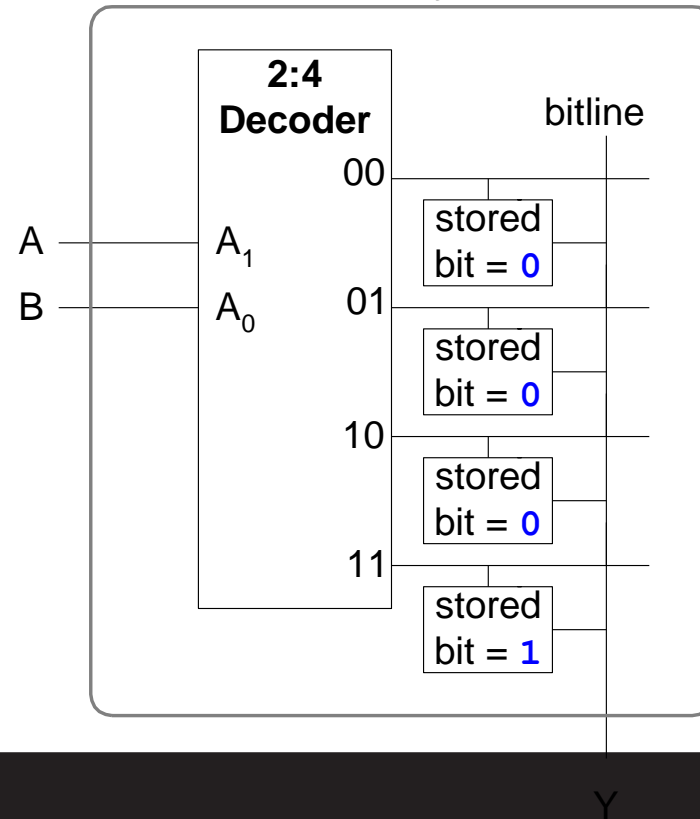 2:4
Decoder
bitline
00
stored
bit = 0
A
A1
B
A0
01
stored
bit = 0
10
stored
bit = 0
11
stored
bit = 1
Y